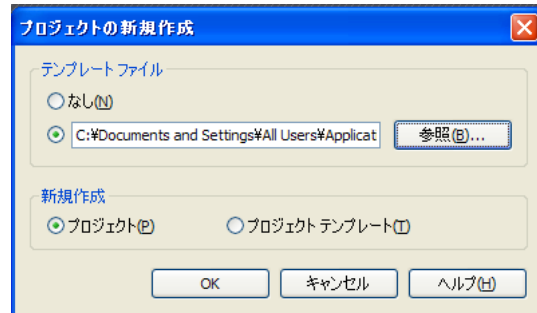 プロジェクトの新規作成
テンプレート ファイル
なし(N)
C:¥Documents and Settings¥All Users¥Applicat 参照(B)...
新規作成
プロジェクト(P) プロジェクト テンプレート(T)
OK キャンセル ヘルプ(H)